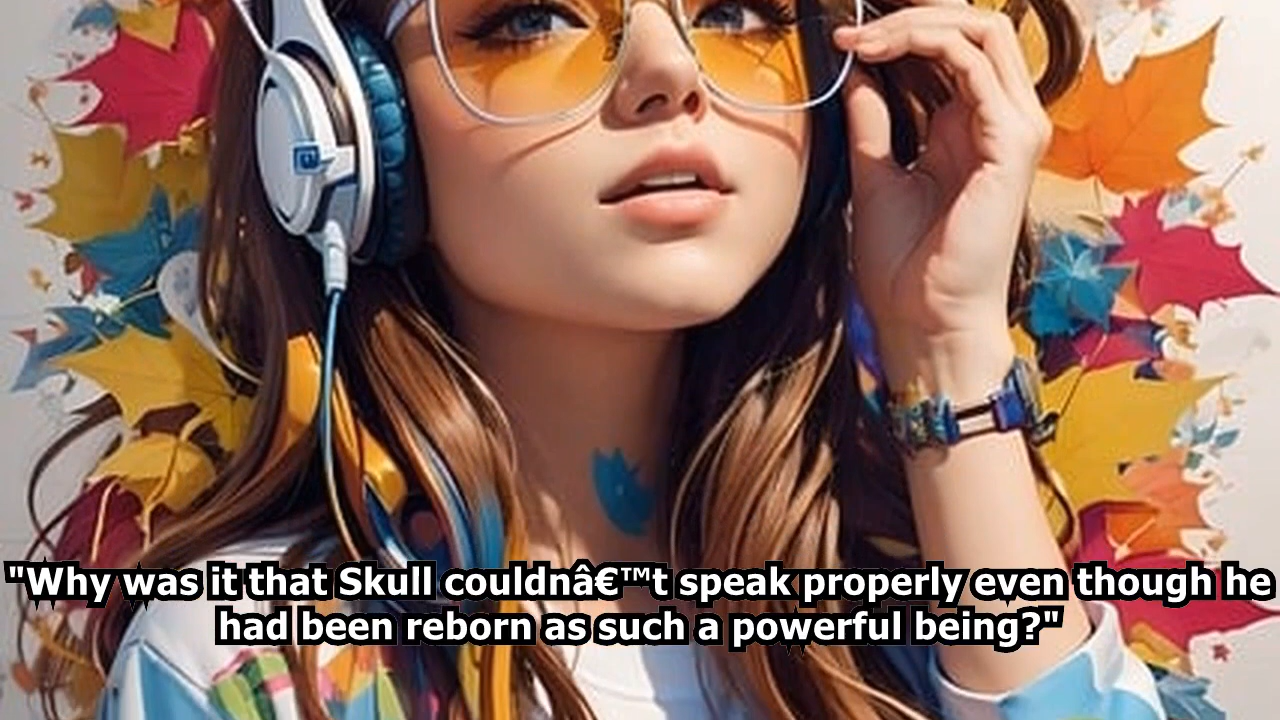 "Why was it that Skull couldnâ€™t speak properly even though he
had been reborn as such a powerful being?"